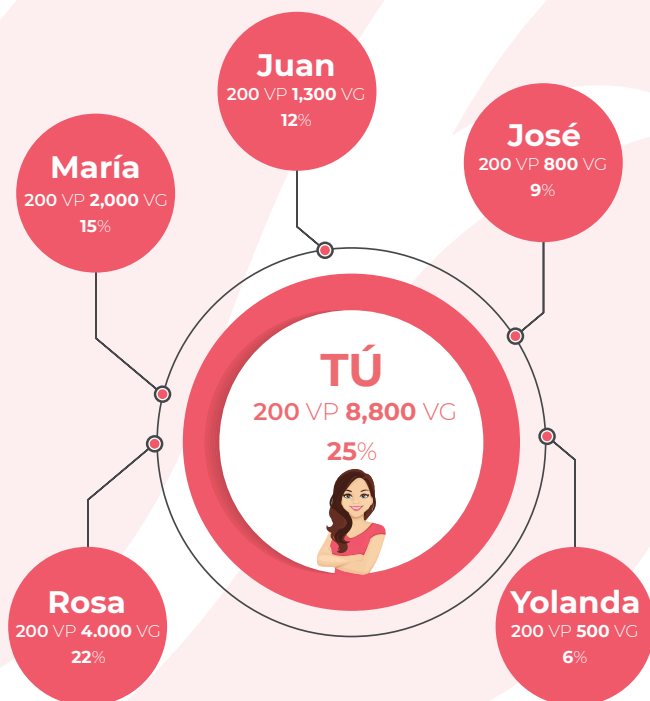 Juan
200 VP 1,300 VG
12%
José
200 VP 800 VG
9%
María
200 VP 2,000 VG
15%
TÚ
200 VP 8,800 VG
25%
Rosa
200 VP 4.000 VG
22%
Yolanda
200 VP 500 VG
6%